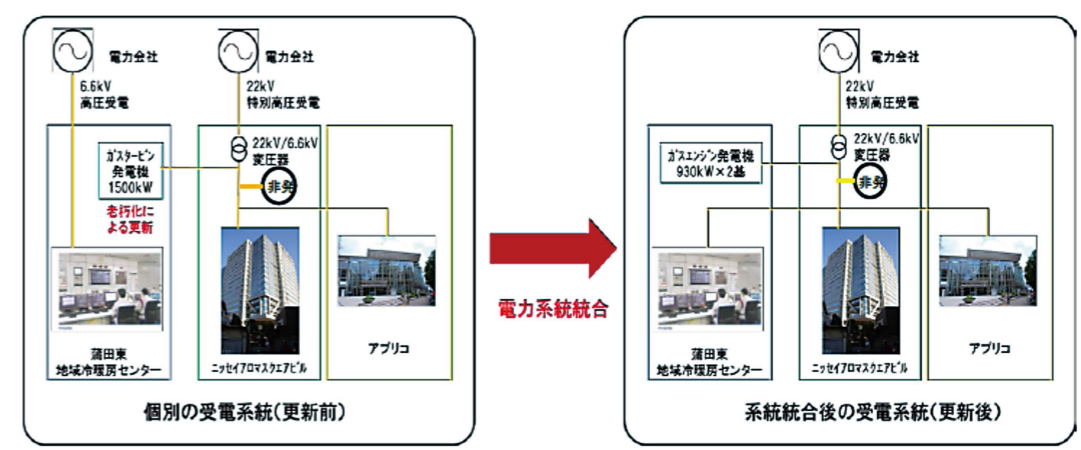 電力会社
電力会社
6.6kV
高圧受電
22kV
特別高圧受電
22kV/6.6kV
変圧器
ガスタービン
発電機
1500kW
非発
老朽化に
よる更新
蒲田東
地域冷暖房センター
ニッセイアロマスクエアビル
アプリコ
個別の受電系統(更新前)
電力系統統合
電力会社
22kV
特別高圧受電
22kV/6.6kV
変圧器
ガスエンジン発電機
930kW×2基
非発
蒲田東
地域冷暖房センター
ニッセイアロマスクエアビル
アプリコ
系統統合後の受電系統(更新後)